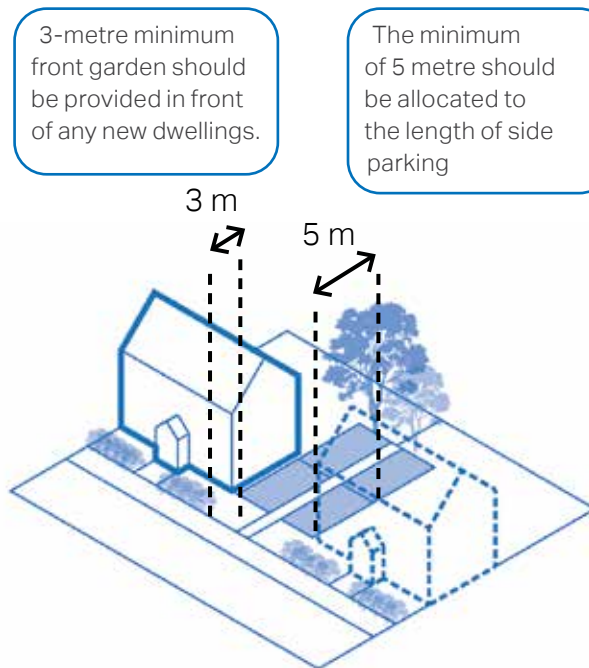 3-metre minimum
front garden should
be provided in front
of any new dwellings.
The minimum
of 5 metre should
be allocated to
the length of side
parking
3 m
5 m